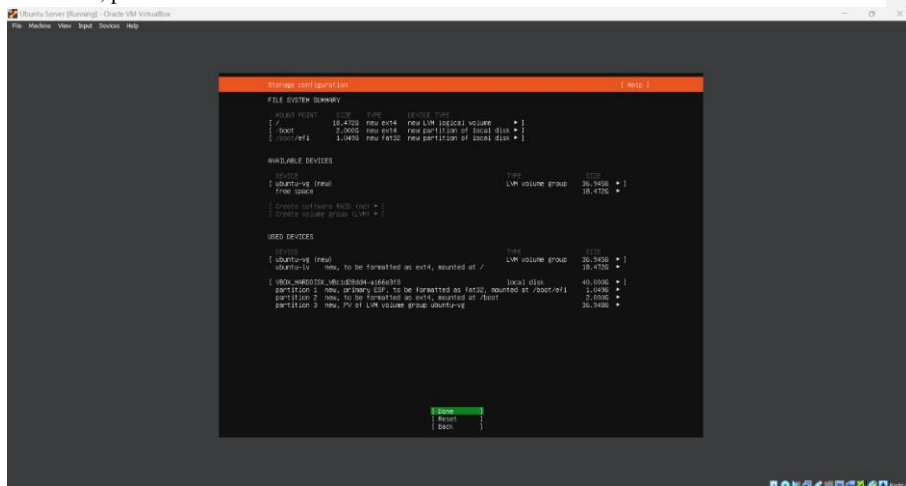 Ubuntu Server [Running] - Oracle VM VirtualBox
File Machine View Input Devices Help
Storage configuration [ Help ]
FILE SYSTEM SUMMARY
MOUNT POINT SIZE TYPE DEVICE TYPE
[ / 18.472G new ext4 new LVM logical volume ▸ ]
[ /boot 2.000G new ext4 new partition of local disk ▸ ]
[ /boot/efi 1.049G new fat32 new partition of local disk ▸ ]
AVAILABLE DEVICES
DEVICE TYPE SIZE
[ ubuntu-vg (new) LVM volume group 36.945G ▸ ]
free space 18.472G ▸
[ Create software RAID (md) ▸ ]
[ Create volume group (LVM) ▸ ]
USED DEVICES
DEVICE TYPE SIZE
[ ubuntu-vg (new) LVM volume group 36.945G ▸ ]
ubuntu-lv new, to be formatted as ext4, mounted at / 18.472G ▸
local disk 40.000G ▸ ]
partition 1 new, primary ESP, to be formatted as fat32, mounted at /boot/efi 1.049G ▸
partition 2 new, to be formatted as ext4, mounted at /boot 2.000G ▸
partition 3 new, PV of LVM volume group ubuntu-vg 36.948G ▸
[ Done ]
[ Reset ]
[ Back ]